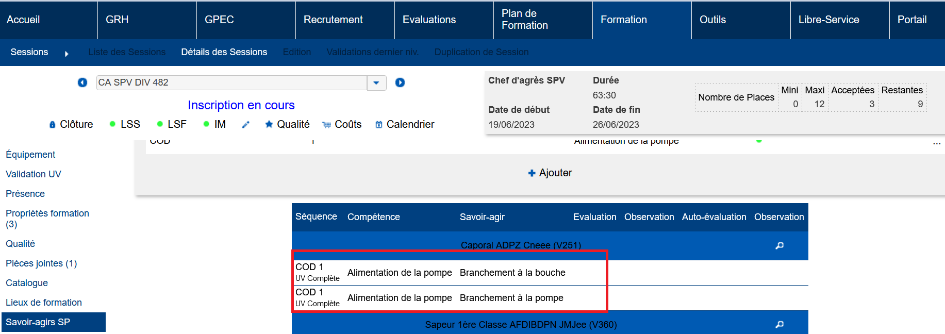 Accueil GRH GPEC Recrutement Evaluations Plan de Formation Formation Outils Libre-Service Portail
Sessions Liste des Sessions Détails des Sessions Edition Validations dernier niv. Duplication de Session
CA SPV DIV 482
Inscription en cours
Clôture LSS LSF IM Qualité Coûts Calendrier
Chef d'agrès SPV Durée
63:30
Date de début Date de fin
19/06/2023 26/06/2023
Mini Maxi Acceptées Restantes
Nombre de Places 0 12 3 9
COD 1 Alimentation de la pompe ...
Ajouter
Équipement
Validation UV
Présence
Propriétés formation
(3)
Qualité
Pièces jointes (1)
Catalogue
Lieux de formation
Savoir-agirs SP
Séquence Compétence Savoir-agir Evaluation Observation Auto-évaluation Observation
Caporal ADPZ Cneee (V251)
COD 1
UV Complète Alimentation de la pompe Branchement à la bouche
COD 1
UV Complète Alimentation de la pompe Branchement à la pompe
Sapeur 1ère Classe AFDIBDPN JMJee (V360)